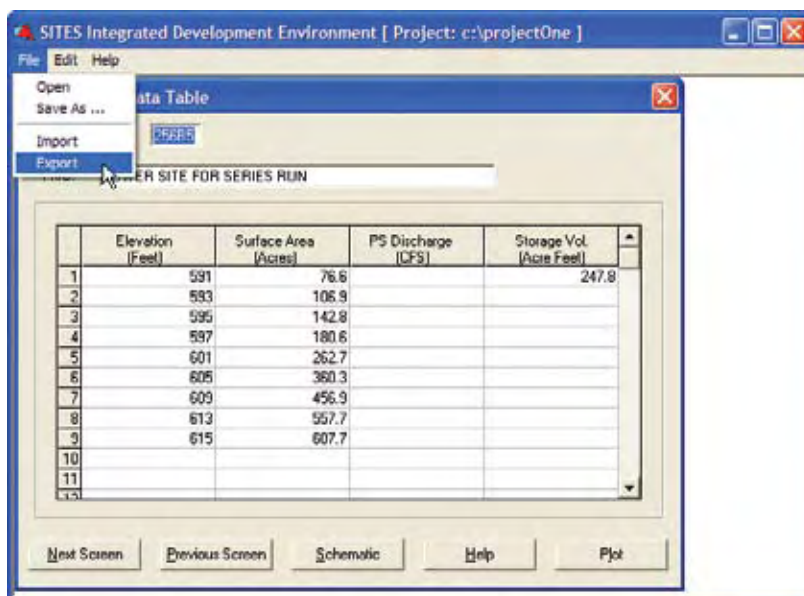 SITES Integrated Development Environment [ Project: c:\projectOne ]
File Edit Help
Open
Save As ...
Import
Export
ata Table
256R5
WER SITE FOR SERIES RUN
Elevation (Feet) Surface Area (Acres) PS Discharge (CFS) Storage Vol. (Acre Feet)
1 591 76.6 247.8
2 593 106.9
3 595 142.8
4 597 180.6
5 601 262.7
6 605 360.3
7 609 456.9
8 613 557.7
9 615 607.7
10
11
12
Next Screen Previous Screen Schematic Help Plot